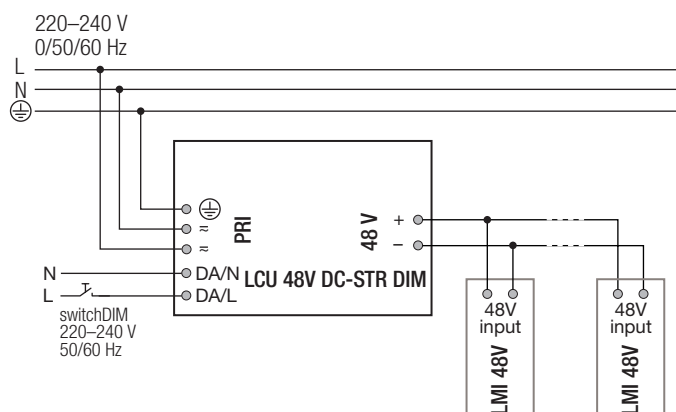 220–240 V
0/50/60 Hz
L
N
PRI
≂
≂
48 V
+
–
LCU 48V DC-STR DIM
N
DA/N
L
DA/L
switchDIM
220–240 V
50/60 Hz
48V
input
LMI 48V
48V
input
LMI 48V